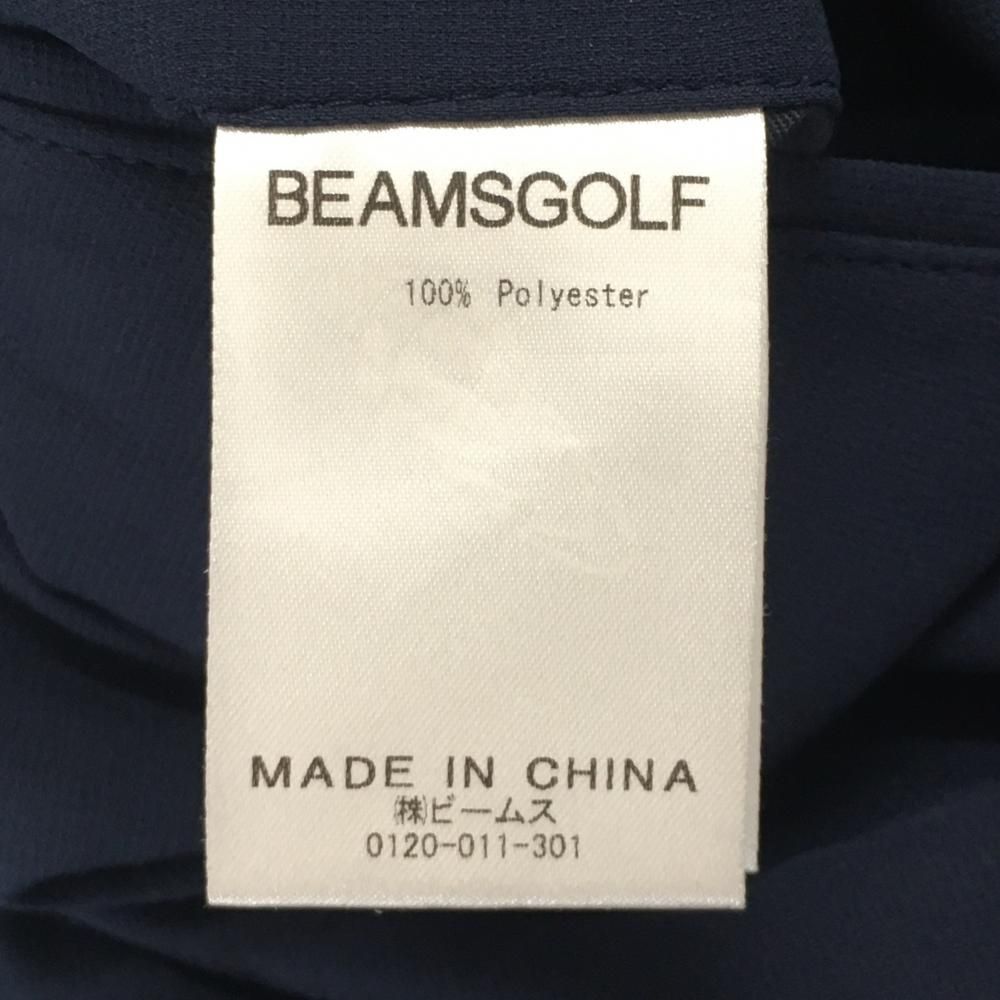 BEAMSGOLF
100% Polyester
MADE IN CHINA
㈱ビームス
0120-011-301